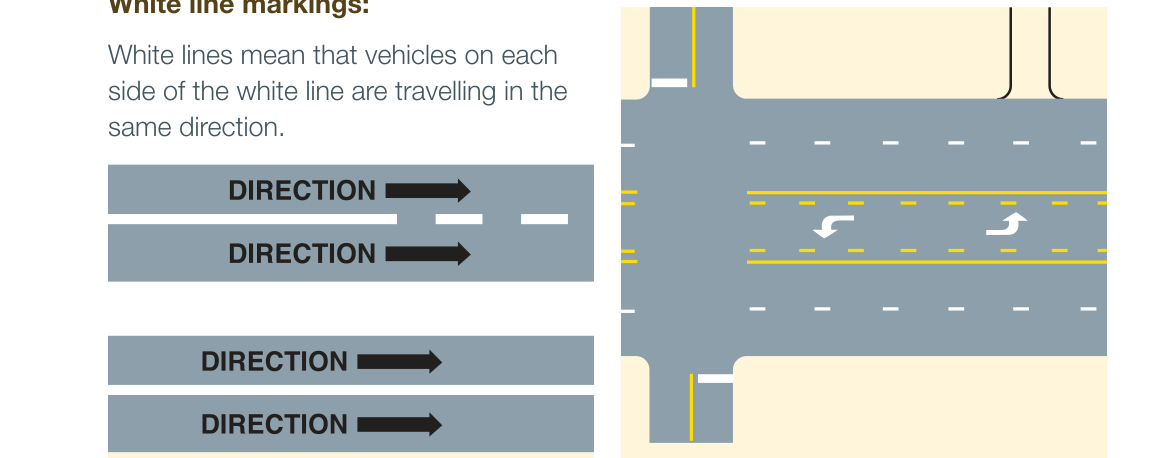 White line markings:
White lines mean that vehicles on each
side of the white line are travelling in the
same direction.
DIRECTION
DIRECTION
DIRECTION
DIRECTION